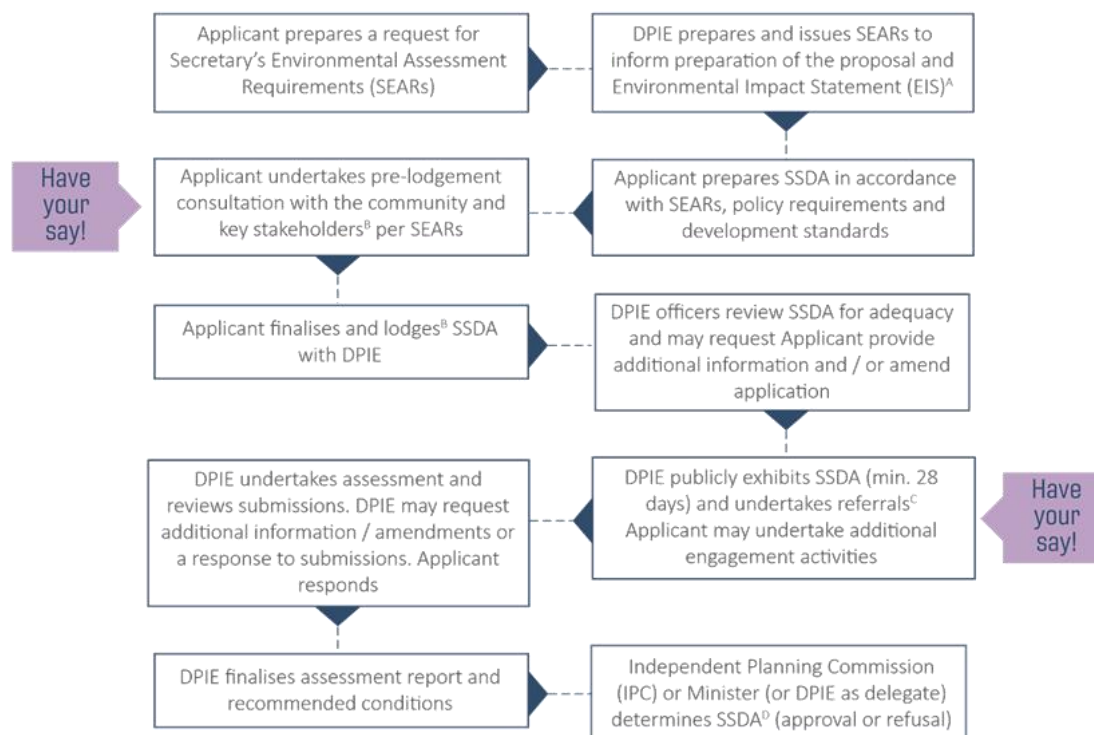 Applicant prepares a request for
Secretary's Environmental Assessment
Requirements (SEARs)
DPIE prepares and issues SEARs to
inform preparation of the proposal and
Environmental Impact Statement (EIS)ᴬ
Applicant prepares SSDA in accordance
with SEARs, policy requirements and
development standards
Have
your
say!
Applicant undertakes pre-lodgement
consultation with the community and
key stakeholdersᴮ per SEARs
Applicant finalises and lodgesᴮ SSDA
with DPIE
DPIE officers review SSDA for adequacy
and may request Applicant provide
additional information and / or amend
application
DPIE publicly exhibits SSDA (min. 28
days) and undertakes referralsC
Applicant may undertake additional
engagement activities
Have
your
say!
DPIE undertakes assessment and
reviews submissions. DPIE may request
additional information / amendments or
a response to submissions. Applicant
responds
DPIE finalises assessment report and
recommended conditions
Independent Planning Commission
(IPC) or Minister (or DPIE as delegate)
determines SSDAᴰ (approval or refusal)